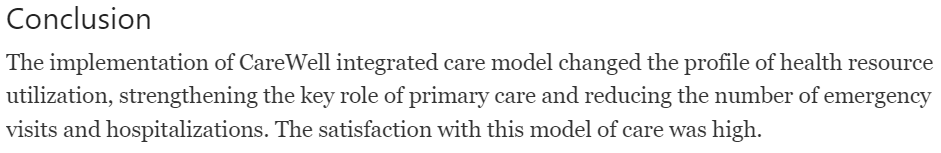 Conclusion
The implementation of CareWell integrated care model changed the profile of health resource
utilization, strengthening the key role of primary care and reducing the number of emergency
visits and hospitalizations. The satisfaction with this model of care was high.